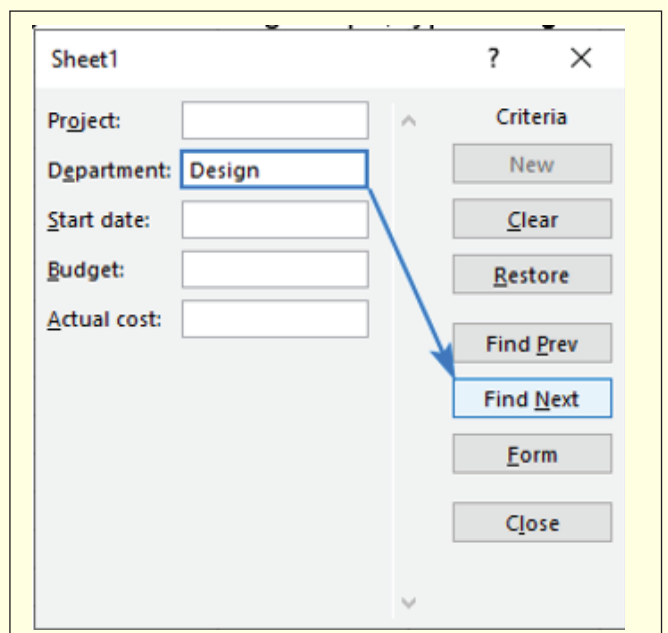 Sheet1 ? ×
Project:
Criteria
Department: Design
New
Start date:
Clear
Budget:
Restore
Actual cost:
Find Prev
Find Next
Form
Close